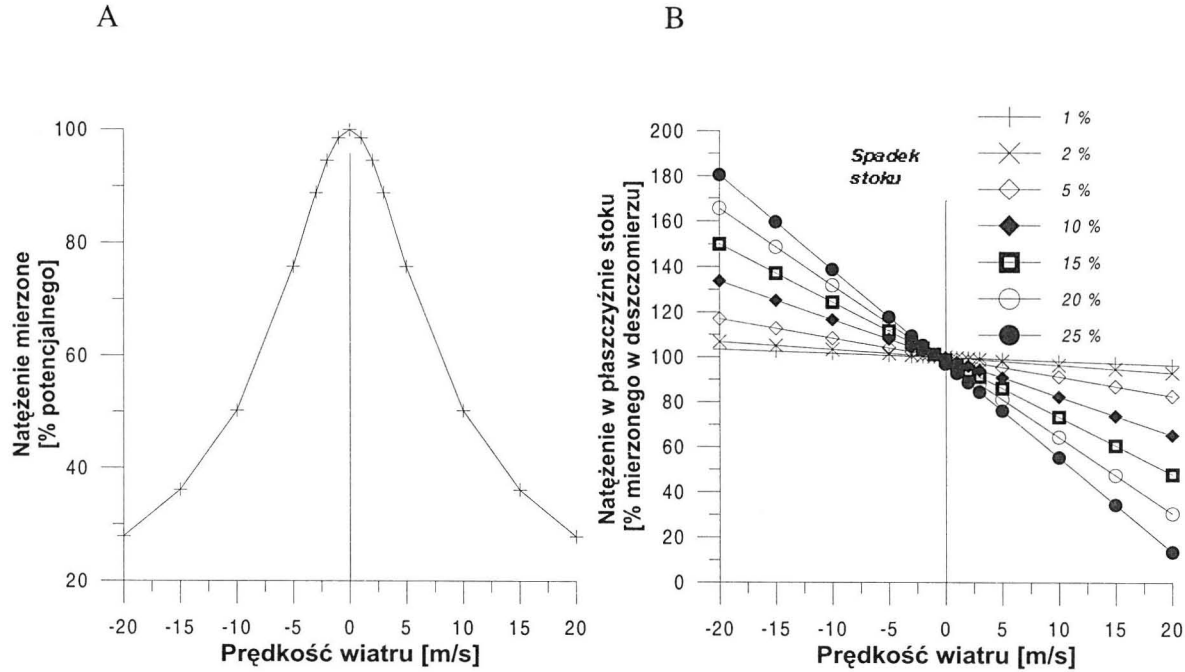 A
Natężenie mierzone
[% potencjalnego]
100
80
60
40
20
-20 -15 -10 -5 0 5 10 15 20
Prędkość wiatru [m/s]
B
Natężenie w płaszczyźnie stoku
[% mierzonego w deszczomierzu]
200
180
160
140
120
100
80
60
40
20
0
-20 -15 -10 -5 0 5 10 15 20
Prędkość wiatru [m/s]
Spadek
stoku
1 %
2 %
5 %
10 %
15 %
20 %
25 %